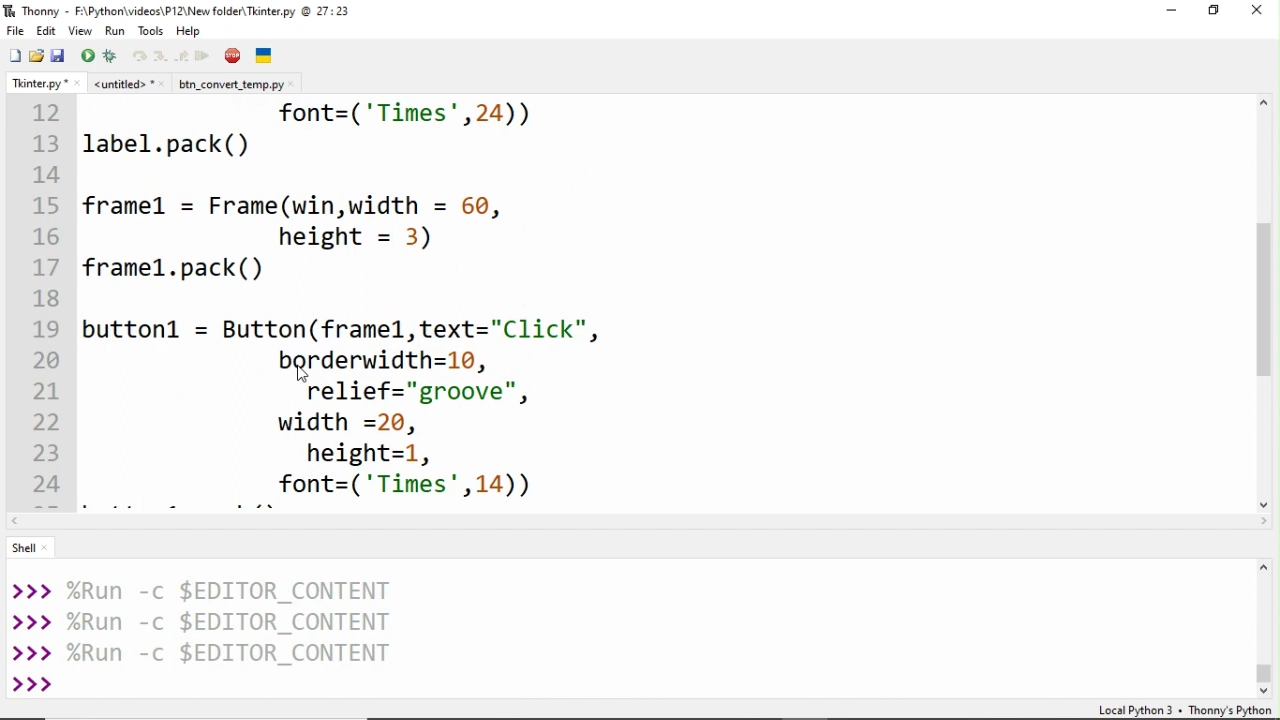 Thonny - F:\Python\videos\P12\New folder\Tkinter.py @ 27:23
File Edit View Run Tools Help
STOP
Tkinter.py * × <untitled> * × btn_convert_temp.py ×
12 font=('Times',24))
13 label.pack()
14
15 frame1 = Frame(win,width = 60,
16 height = 3)
17 frame1.pack()
18
19 button1 = Button(frame1,text="Click",
20 borderwidth=10,
21 relief="groove",
22 width =20,
23 height=1,
24 font=('Times',14))
Shell ×
>>> %Run -c $EDITOR_CONTENT
>>> %Run -c $EDITOR_CONTENT
>>> %Run -c $EDITOR_CONTENT
>>>
Local Python 3 • Thonny's Python